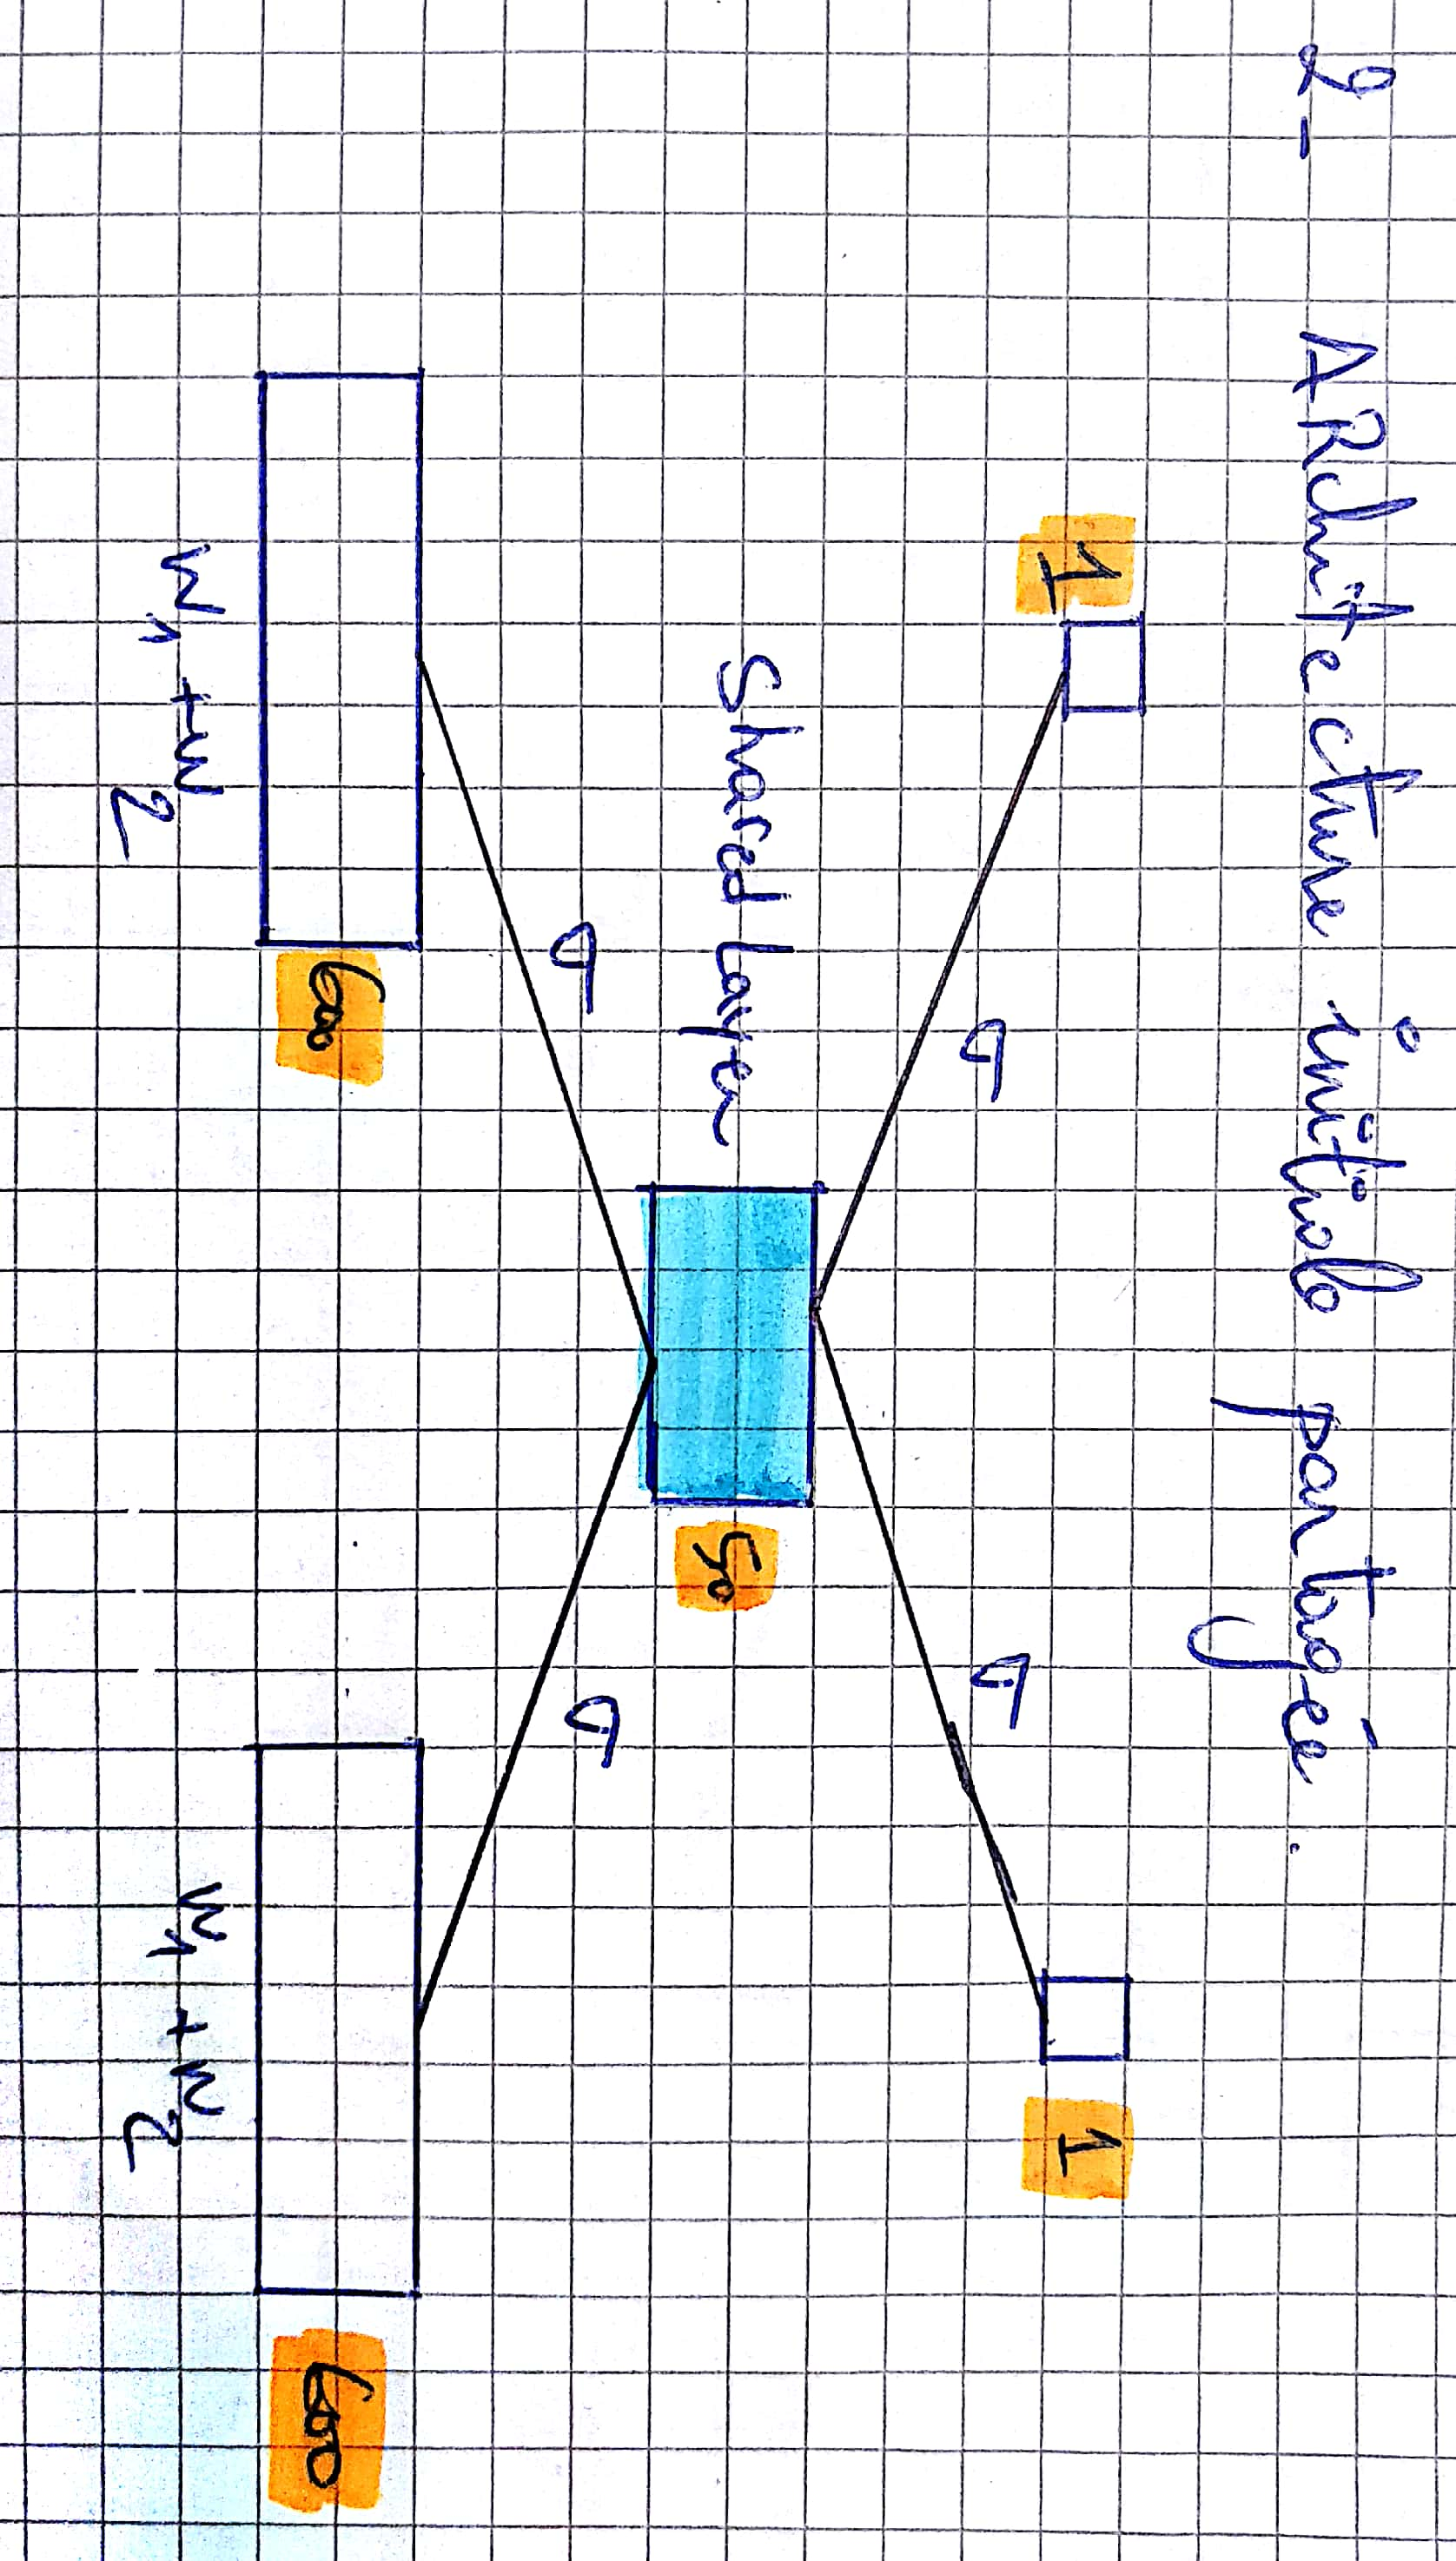 2- ARchitecture initiale partagée.
1
1
σ
σ
Shared Layer
50
σ
σ
600
600
w1 + w2
w1 + w2